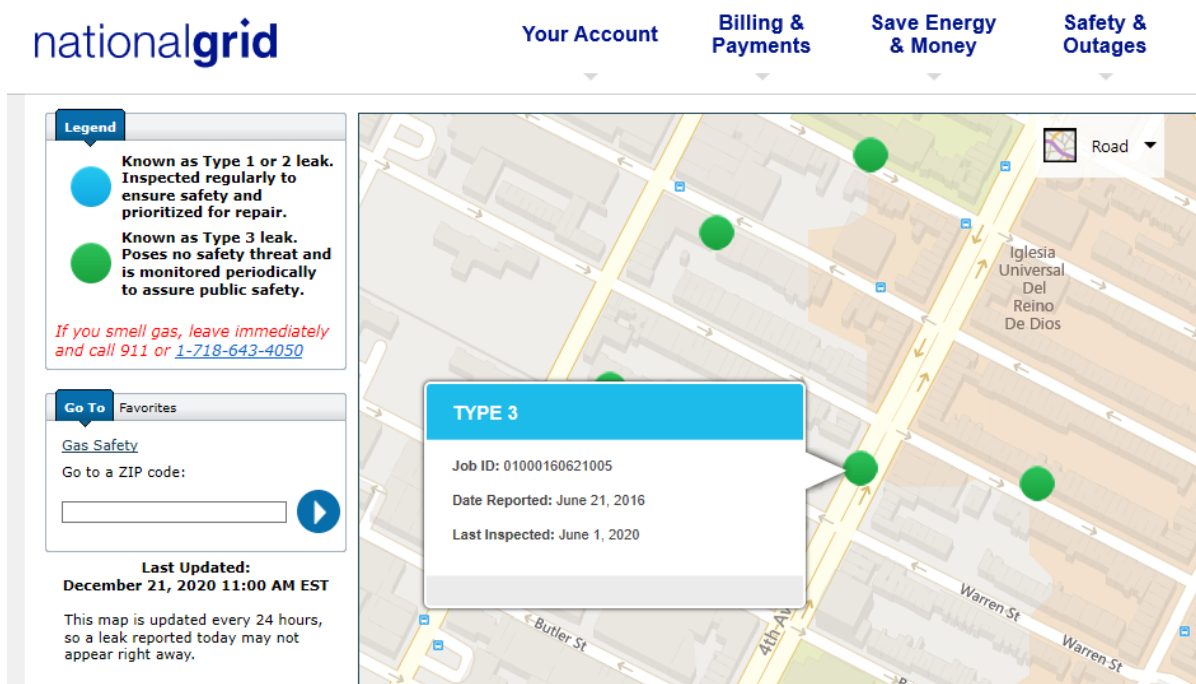 nationalgrid
Your Account
Billing &
Payments
Save Energy
& Money
Safety &
Outages
Legend
Known as Type 1 or 2 leak.
Inspected regularly to
ensure safety and
prioritized for repair.
Known as Type 3 leak.
Poses no safety threat and
is monitored periodically
to assure public safety.
If you smell gas, leave immediately
and call 911 or 1-718-643-4050
Go To Favorites
Gas Safety
Go to a ZIP code:
Last Updated:
December 21, 2020 11:00 AM EST
This map is updated every 24 hours,
so a leak reported today may not
appear right away.
Road
Iglesia
Universal
Del
Reino
De Dios
TYPE 3
Job ID: 01000160621005
Date Reported: June 21, 2016
Last Inspected: June 1, 2020
Warren St
Butler St
4th Av
Warren St